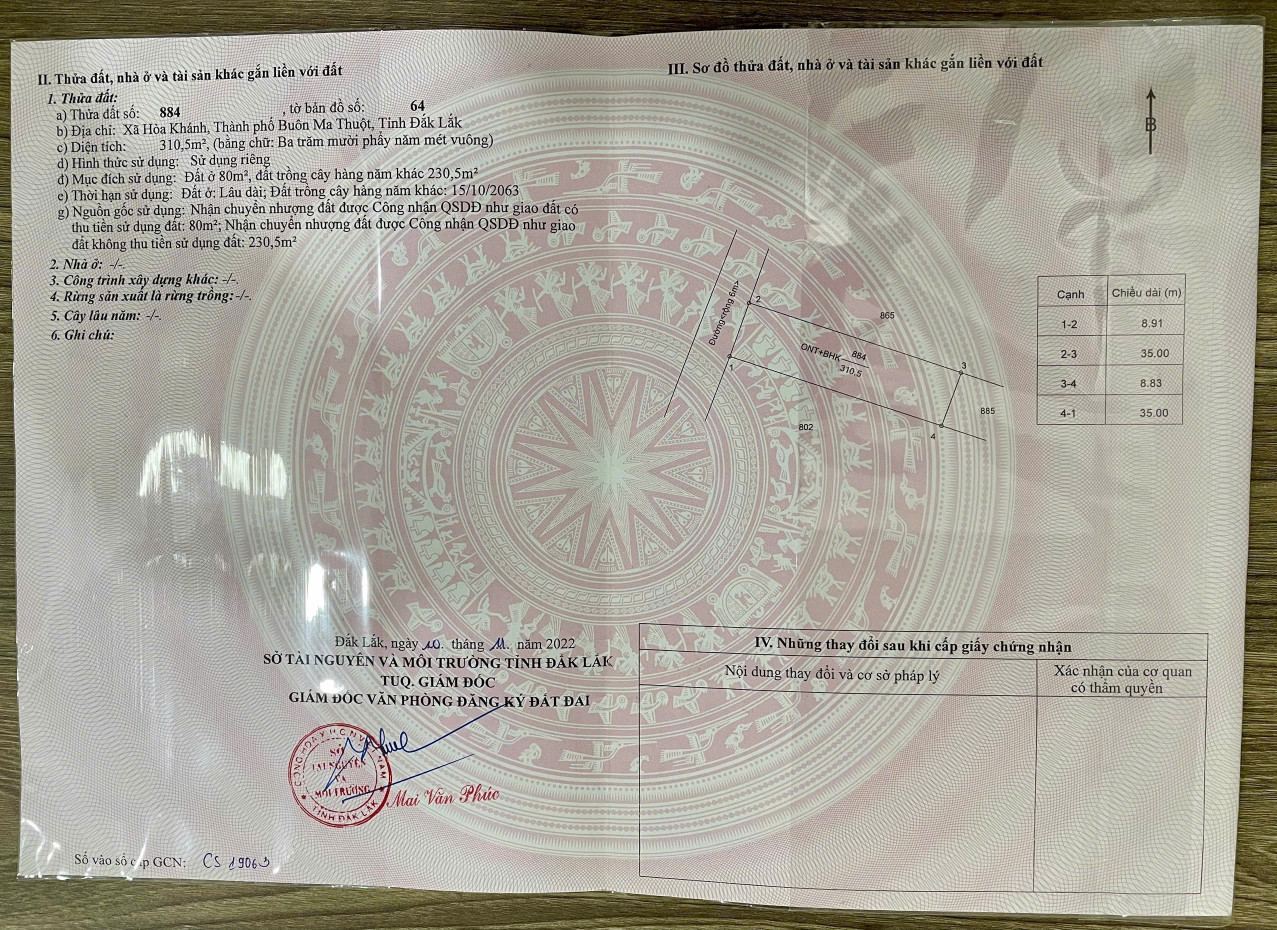 II. Thửa đất, nhà ở và tài sản khác gắn liền với đất
1. Thửa đất:
a) Thửa đất số: 884 , tờ bản đồ số: 64
b) Địa chỉ: Xã Hòa Khánh, Thành phố Buôn Ma Thuột, Tỉnh Đắk Lắk
c) Diện tích: 310,5m², (bằng chữ: Ba trăm mười phẩy năm mét vuông)
d) Hình thức sử dụng: Sử dụng riêng
đ) Mục đích sử dụng: Đất ở 80m², đất trồng cây hàng năm khác 230,5m²
e) Thời hạn sử dụng: Đất ở: Lâu dài; Đất trồng cây hàng năm khác: 15/10/2063
g) Nguồn gốc sử dụng: Nhận chuyển nhượng đất được Công nhận QSDĐ như giao đất có
thu tiền sử dụng đất: 80m²; Nhận chuyển nhượng đất được Công nhận QSDĐ như giao
đất không thu tiền sử dụng đất: 230,5m²
2. Nhà ở: -/-.
3. Công trình xây dựng khác: -/-.
4. Rừng sản xuất là rừng trồng: -/-.
5. Cây lâu năm: -/-.
6. Ghi chú:
Đắk Lắk, ngày 10. tháng 11. năm 2022
SỞ TÀI NGUYÊN VÀ MÔI TRƯỜNG TỈNH ĐẮK LẮK
TUQ. GIÁM ĐỐC
GIÁM ĐỐC VĂN PHÒNG ĐĂNG KÝ ĐẤT ĐAI
SỞ
TÀI NGUYÊN
VÀ
MÔI TRƯỜNG
TỈNH ĐẮK LẮK
Mai Văn Phúc
Số vào sổ cấp GCN: CS 19063
III. Sơ đồ thửa đất, nhà ở và tài sản khác gắn liền với đất
B
Đường<rộng 6m>
2
865
ONT+BHK 884
310.5
1
3
885
802
4
Cạnh Chiều dài (m)
1-2 8.91
2-3 35.00
3-4 8.83
4-1 35.00
IV. Những thay đổi sau khi cấp giấy chứng nhận
Nội dung thay đổi và cơ sở pháp lý
Xác nhận của cơ quan
có thẩm quyền